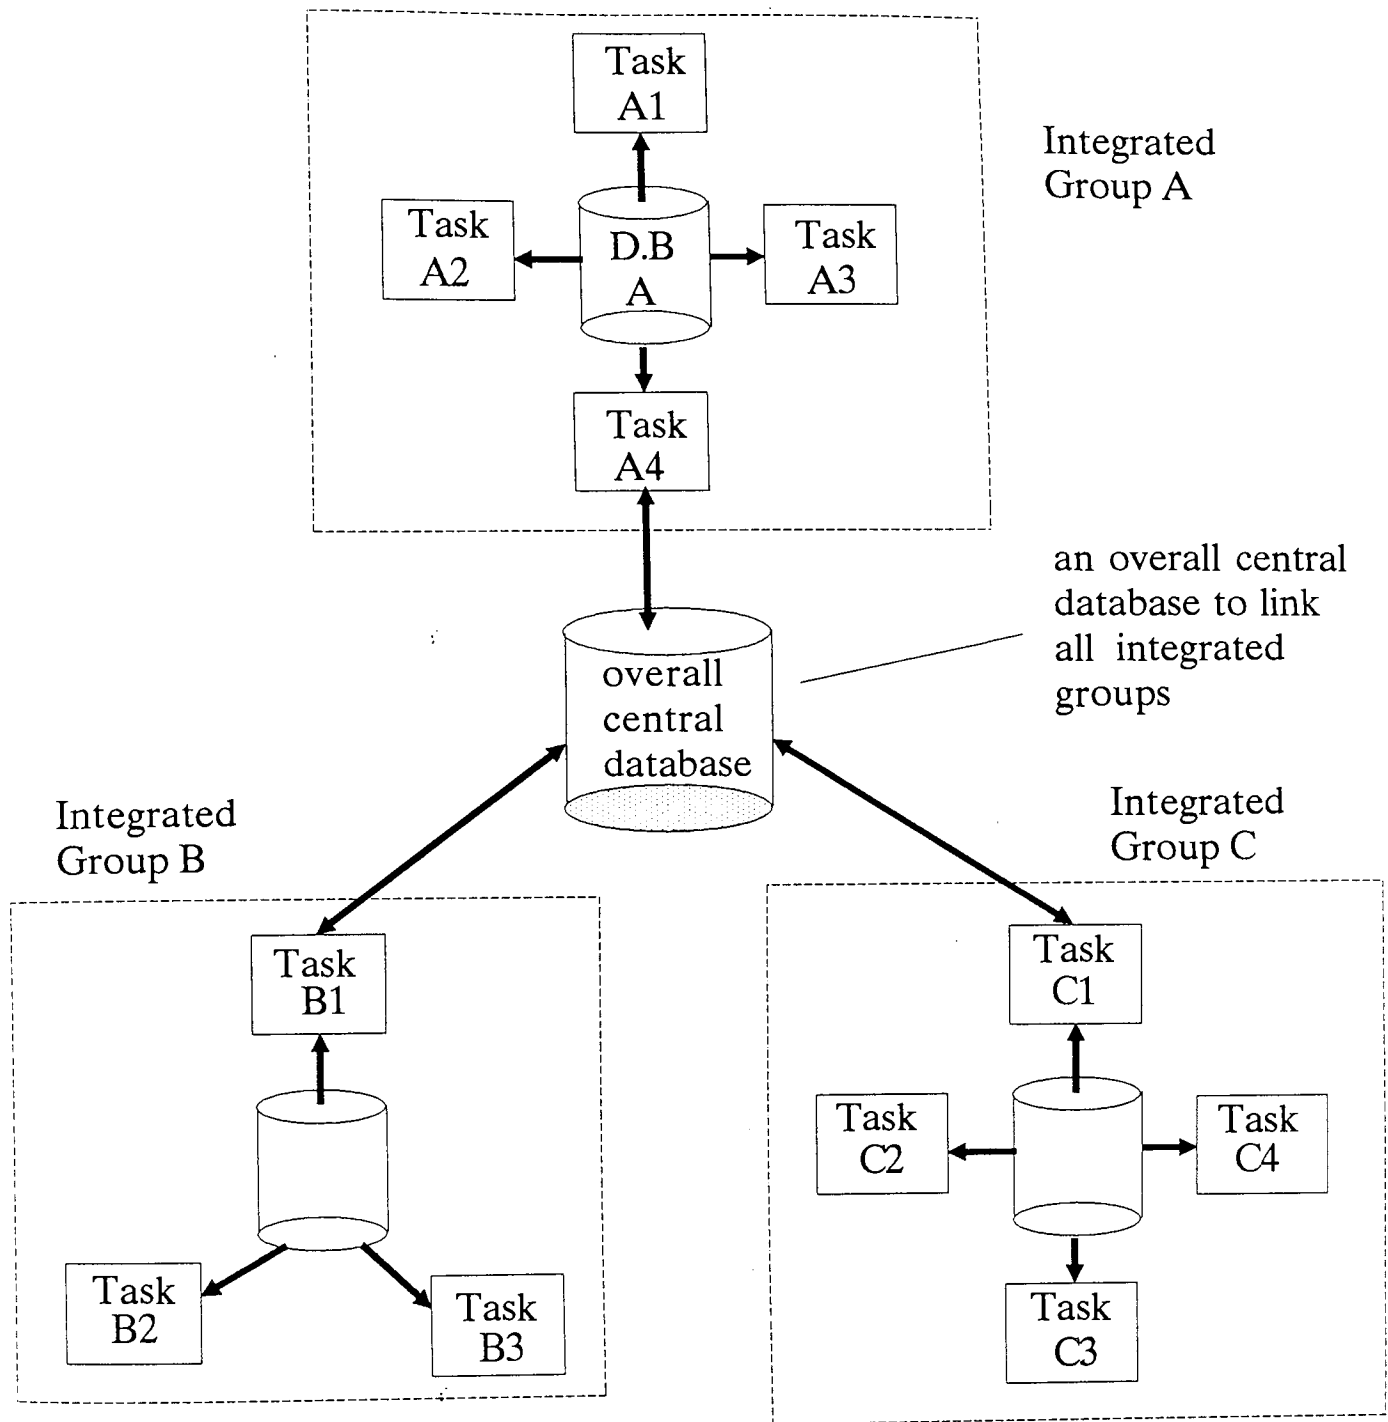 Task
A1
Integrated
Group A
Task
A2
D.B
A
Task
A3
Task
A4
an overall central
database to link
all integrated
groups
overall
central
database
Integrated
Group B
Integrated
Group C
Task
B1
Task
C1
Task
C2
Task
C4
Task
B2
Task
B3
Task
C3